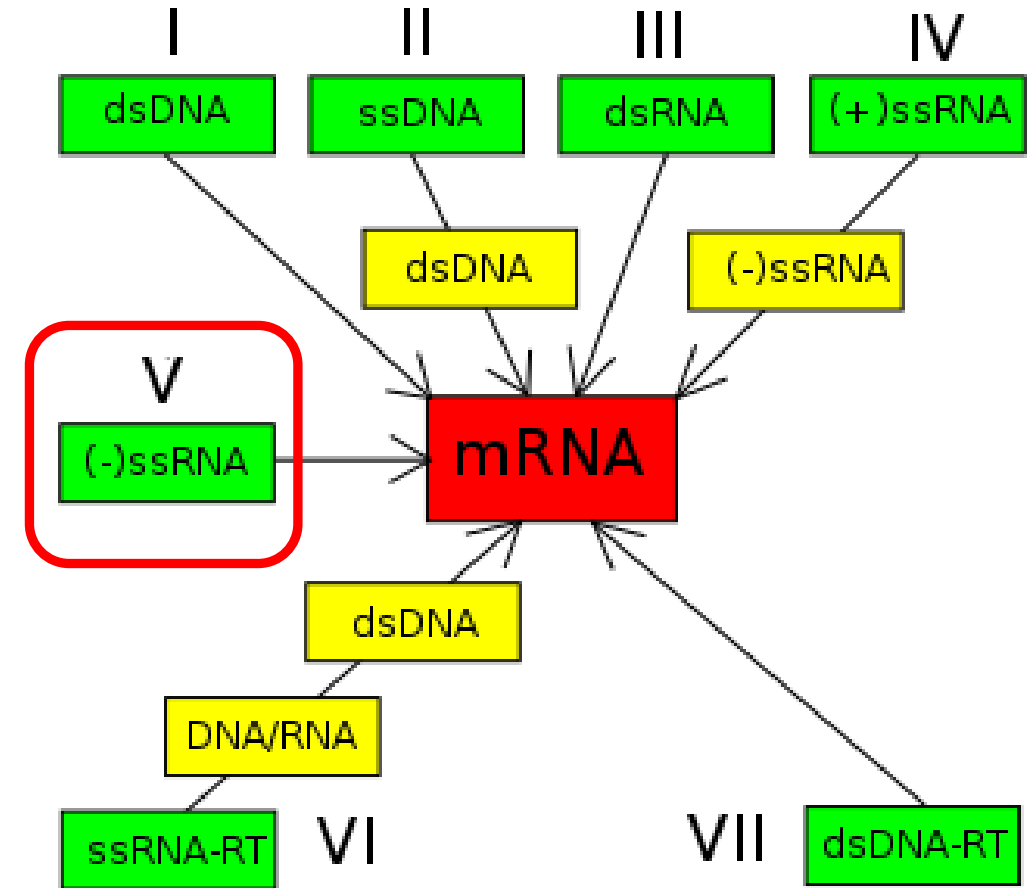 I II III IV
dsDNA ssDNA dsRNA (+)ssRNA
dsDNA (-)ssRNA
V
(-)ssRNA mRNA
dsDNA
DNA/RNA
ssRNA-RT VI VII dsDNA-RT